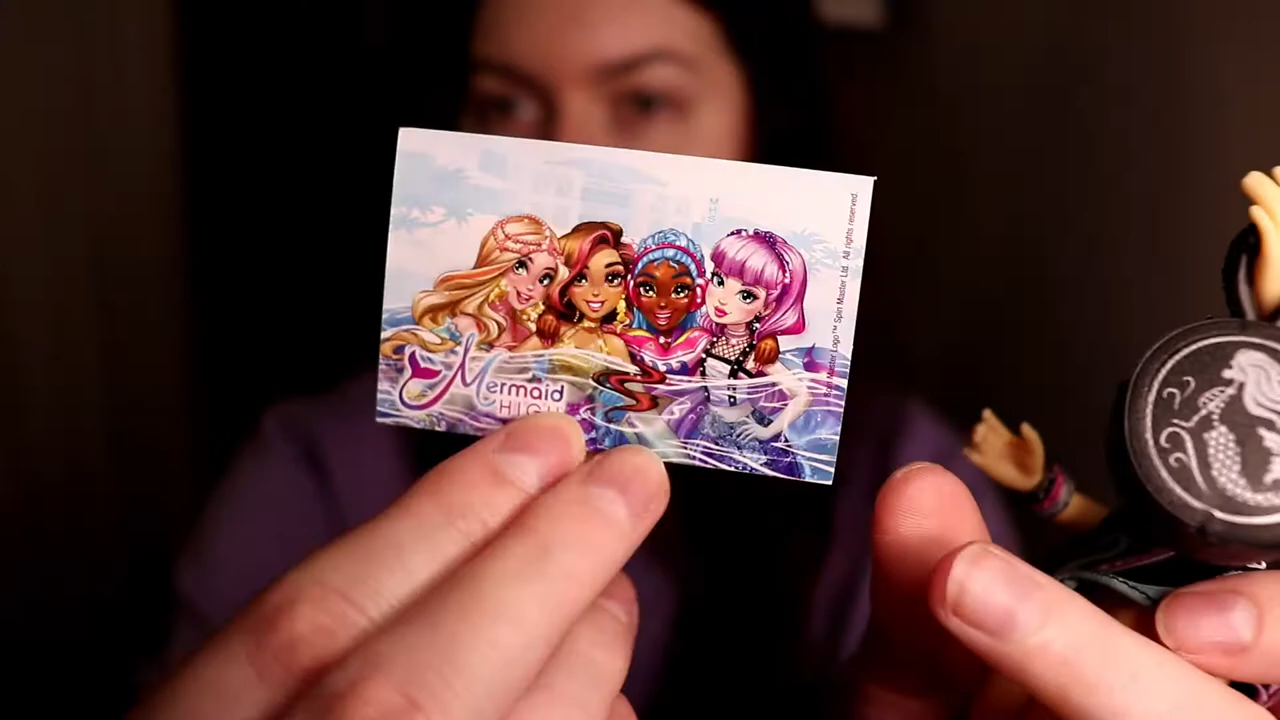 Mermaid
HIGH
Spin Master Logo™ Spin Master Ltd. All rights reserved.